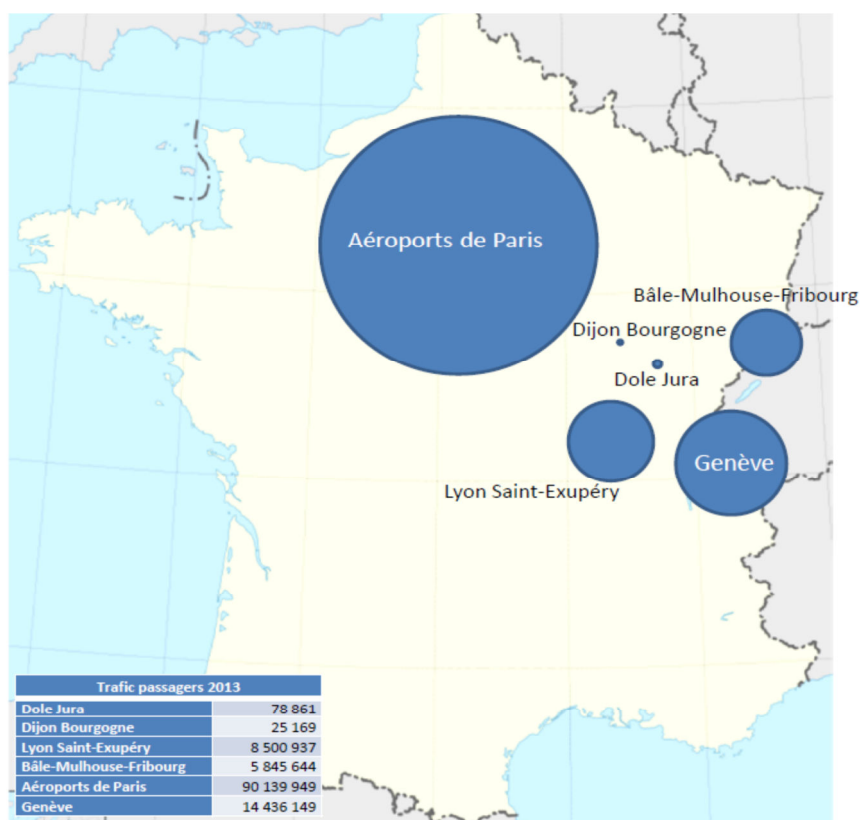 Aéroports de Paris
Bâle-Mulhouse-Fribourg
Dijon Bourgogne
Dole Jura
Genève
Lyon Saint-Exupéry
Trafic passagers 2013
Dole Jura 78 861
Dijon Bourgogne 25 169
Lyon Saint-Exupéry 8 500 937
Bâle-Mulhouse-Fribourg 5 845 644
Aéroports de Paris 90 139 949
Genève 14 436 149